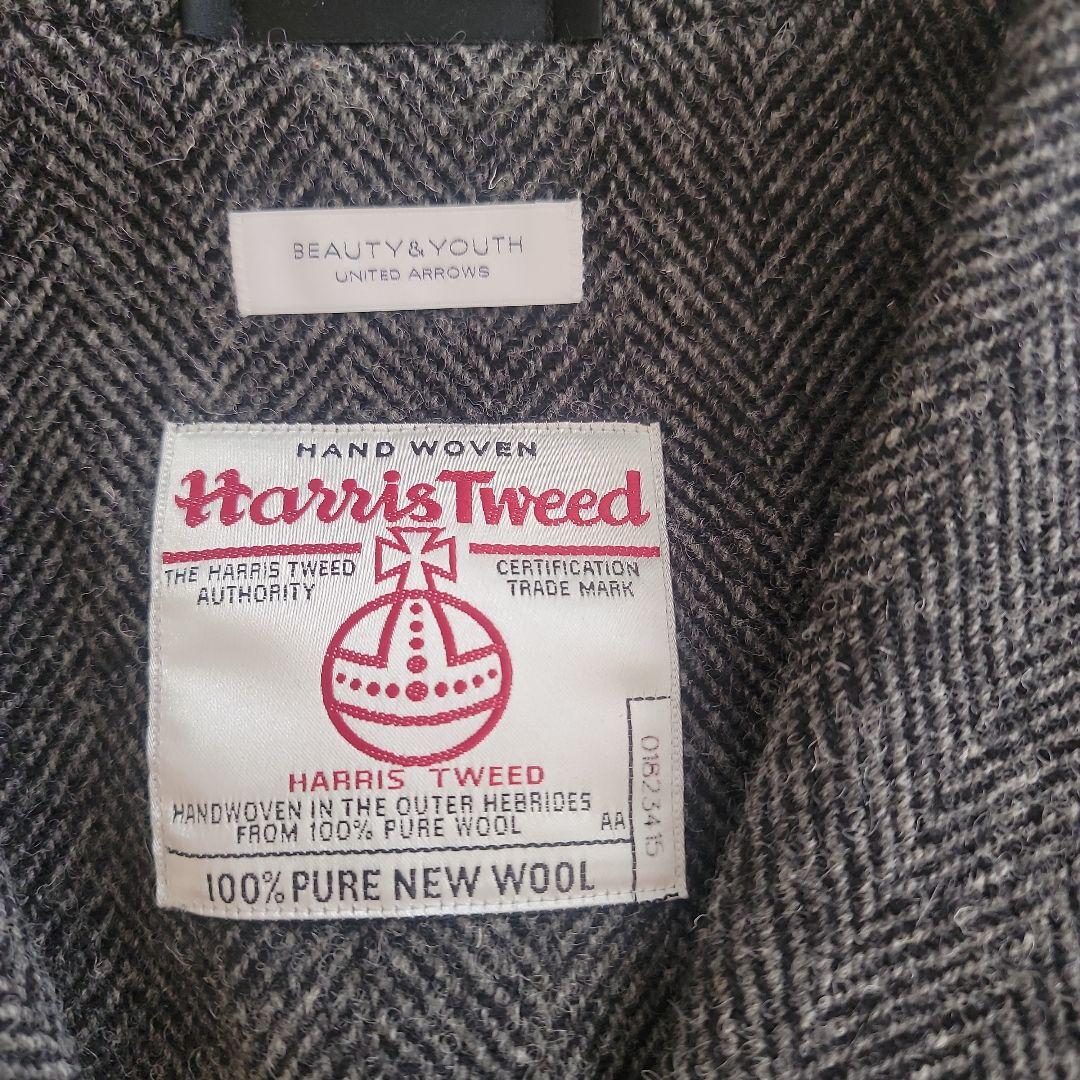 BEAUTY&YOUTH
UNITED ARROWS
HAND WOVEN
Harris Tweed
THE HARRIS TWEED
AUTHORITY
CERTIFICATION
TRADE MARK
HARRIS TWEED
HANDWOVEN IN THE OUTER HEBRIDES
FROM 100% PURE WOOL
AA
01823415
100% PURE NEW WOOL